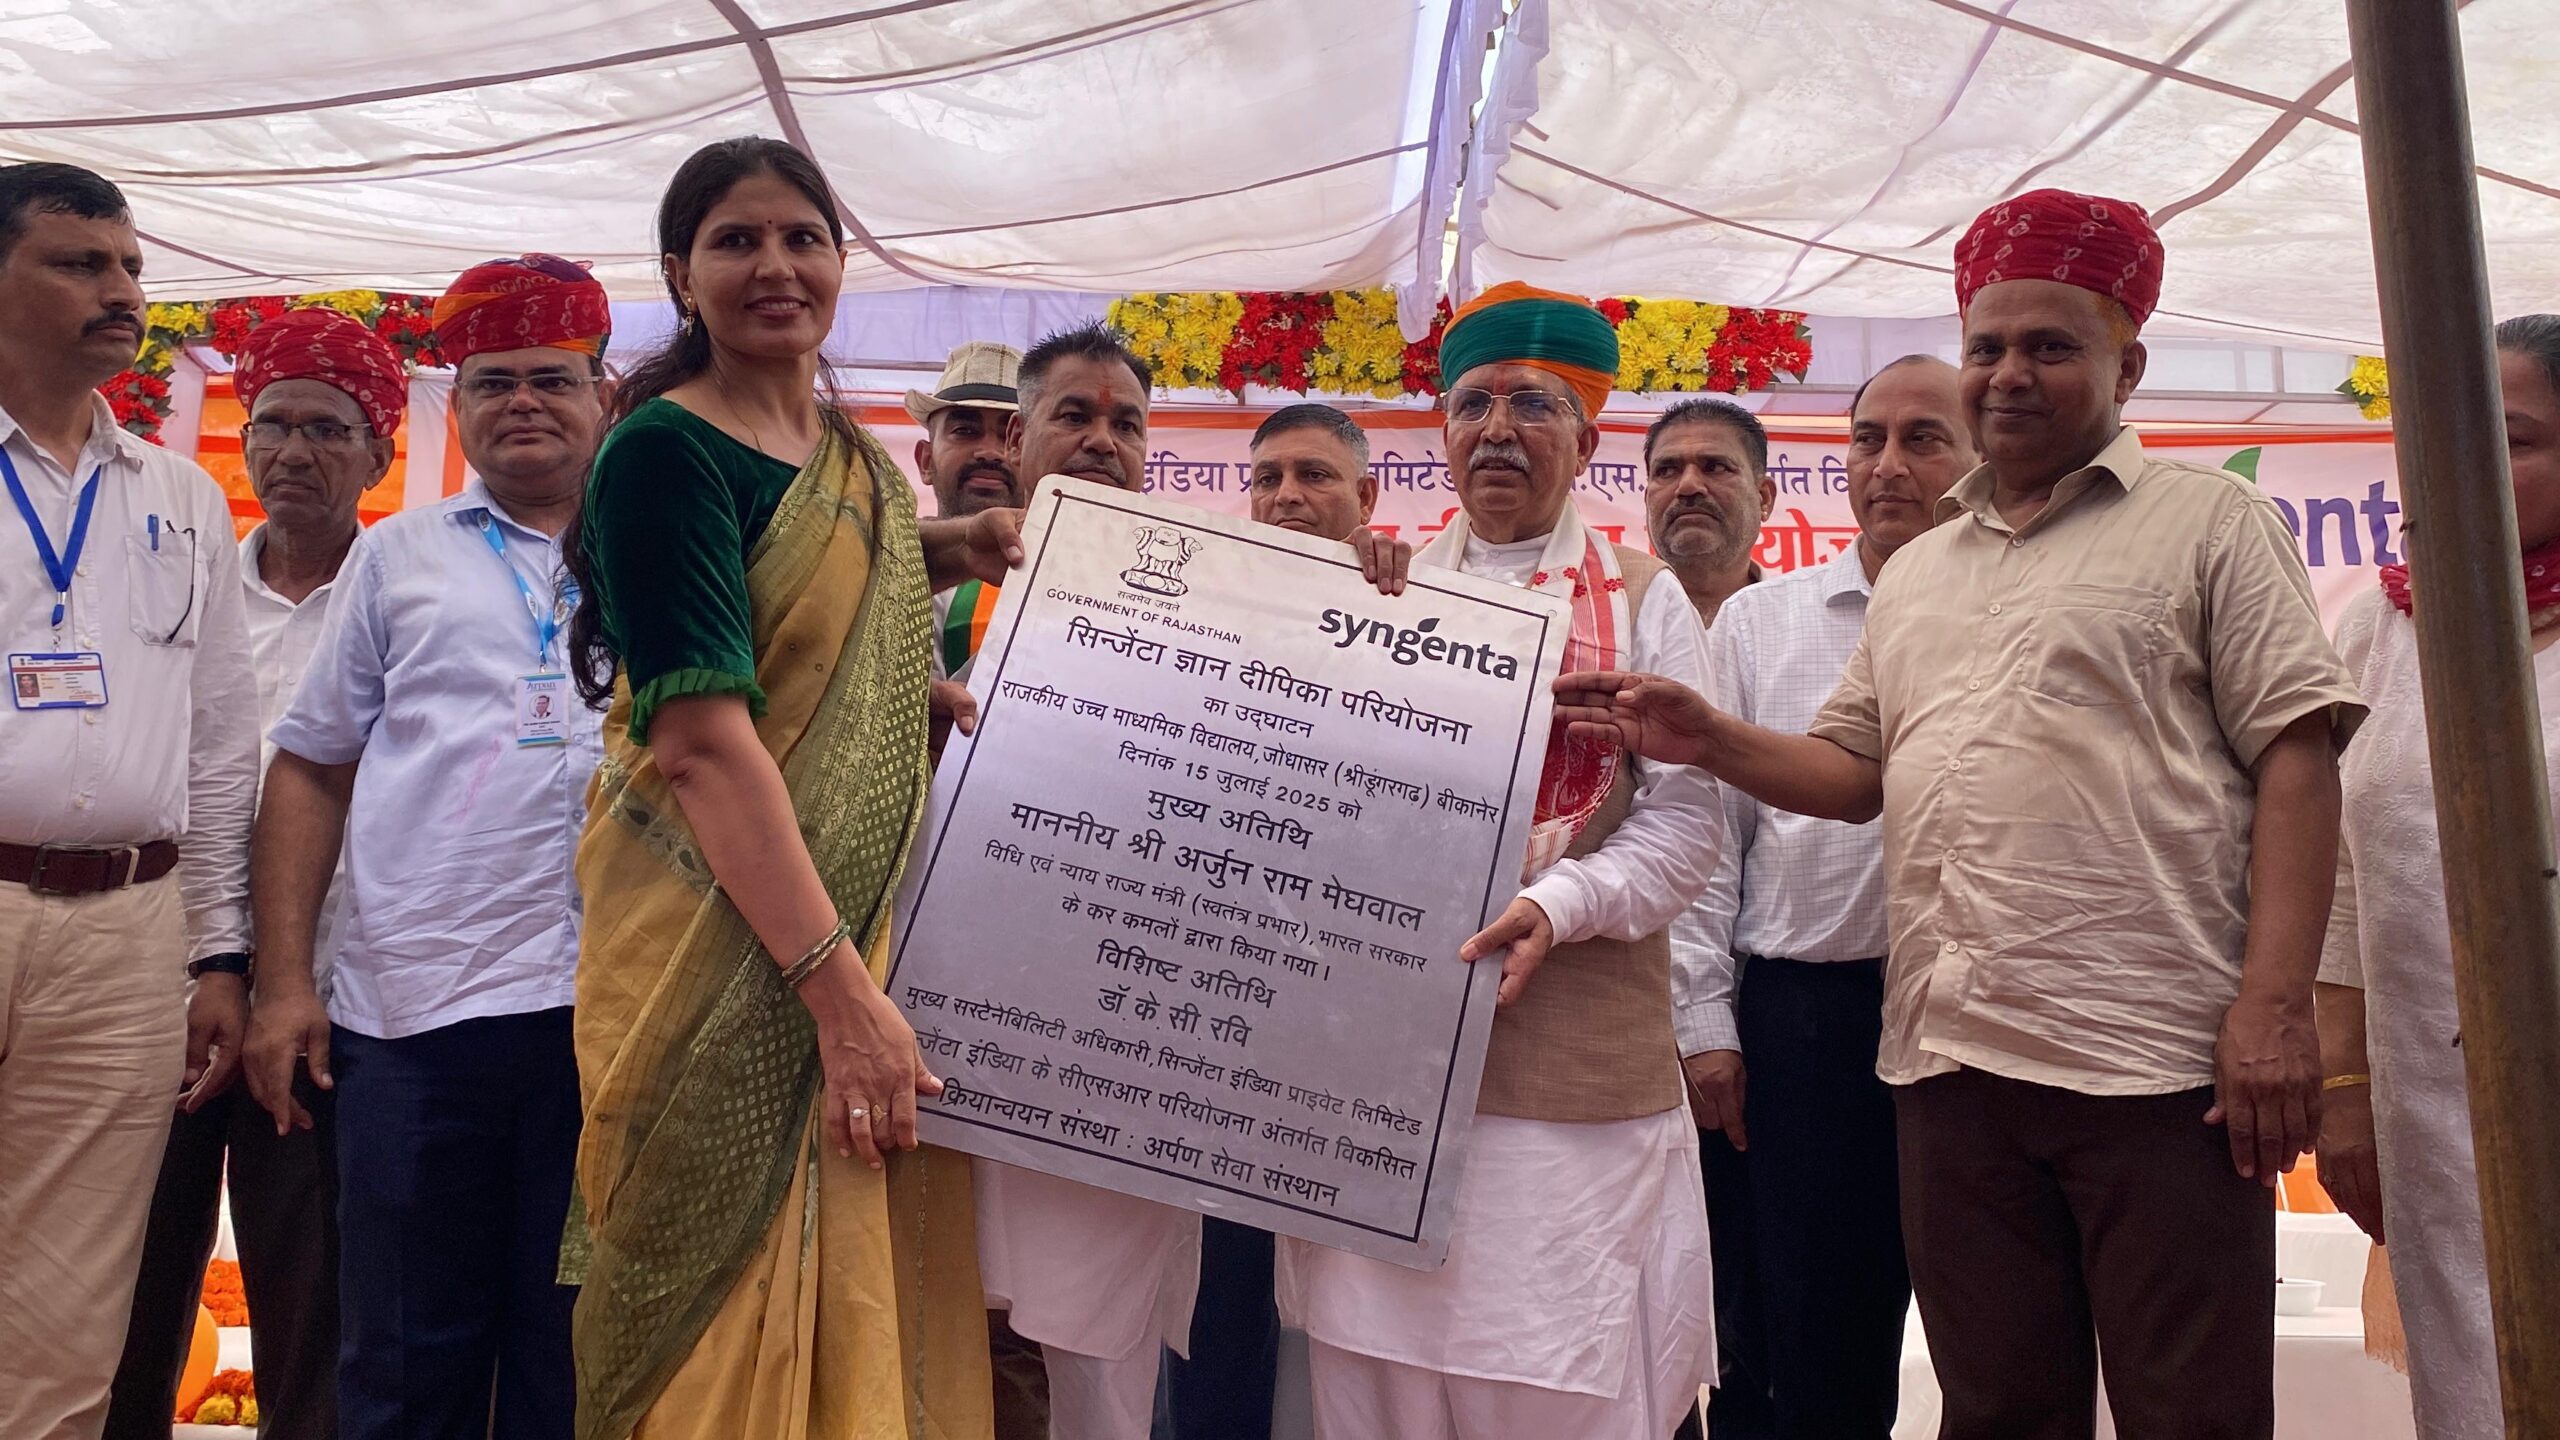 इंडिया
योज
सत्यमेव जयते
GOVERNMENT OF RAJASTHAN
syngenta
सिन्जेंटा ज्ञान दीपिका परियोजना
का उद्घाटन
राजकीय उच्च माध्यमिक विद्यालय,जोधासर (श्रीडूंगरगढ़) बीकानेर
दिनांक 15 जुलाई 2025 को
मुख्य अतिथि
माननीय श्री अर्जुन राम मेघवाल
विधि एवं न्याय राज्य मंत्री (स्वतंत्र प्रभार),भारत सरकार
के कर कमलों द्वारा किया गया।
विशिष्ट अतिथि
डॉ. के. सी. रवि
मुख्य सस्टेनेबिलिटी अधिकारी,सिन्जेंटा इंडिया प्राइवेट लिमिटेड
न्जेंटा इंडिया के सीएसआर परियोजना अंतर्गत विकसित
क्रियान्वयन संस्था : अर्पण सेवा संस्थान